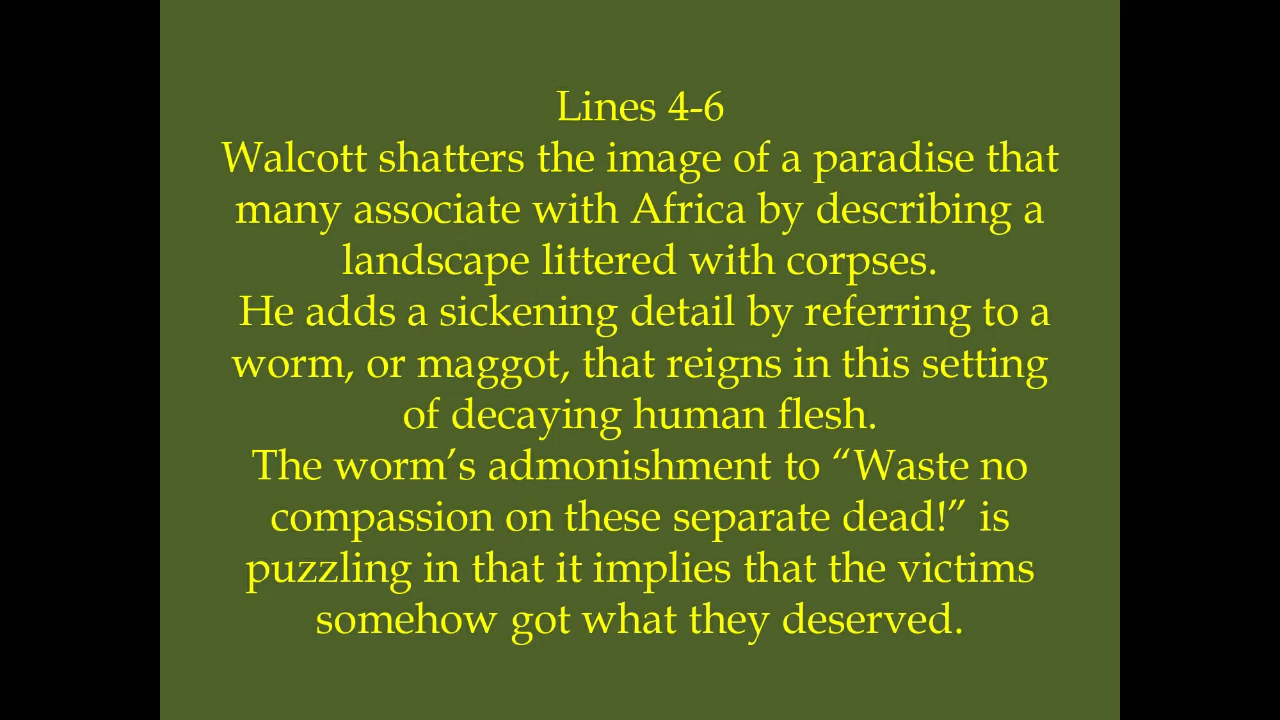 Lines 4-6
Walcott shatters the image of a paradise that
many associate with Africa by describing a
landscape littered with corpses.
He adds a sickening detail by referring to a
worm, or maggot, that reigns in this setting
of decaying human flesh.
The worm’s admonishment to “Waste no
compassion on these separate dead!” is
puzzling in that it implies that the victims
somehow got what they deserved.